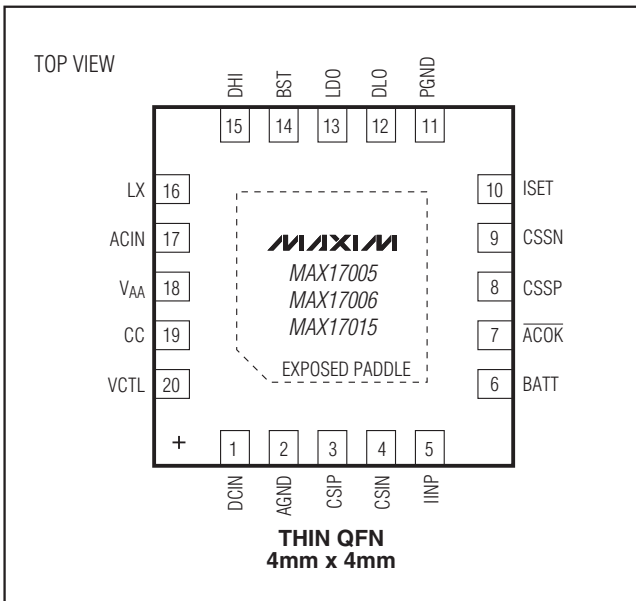 TOP VIEW
DHI
BST
LDO
DLO
PGND
15
14
13
12
11
LX 16
10 ISET
ACIN 17
9 CSSN
VAA 18
8 CSSP
CC 19
7 ACOK
VCTL 20
6 BATT
MAXIM
MAX17005
MAX17006
MAX17015
EXPOSED PADDLE
+
1
2
3
4
5
DCIN
AGND
CSIP
CSIN
IINP
THIN QFN
4mm x 4mm